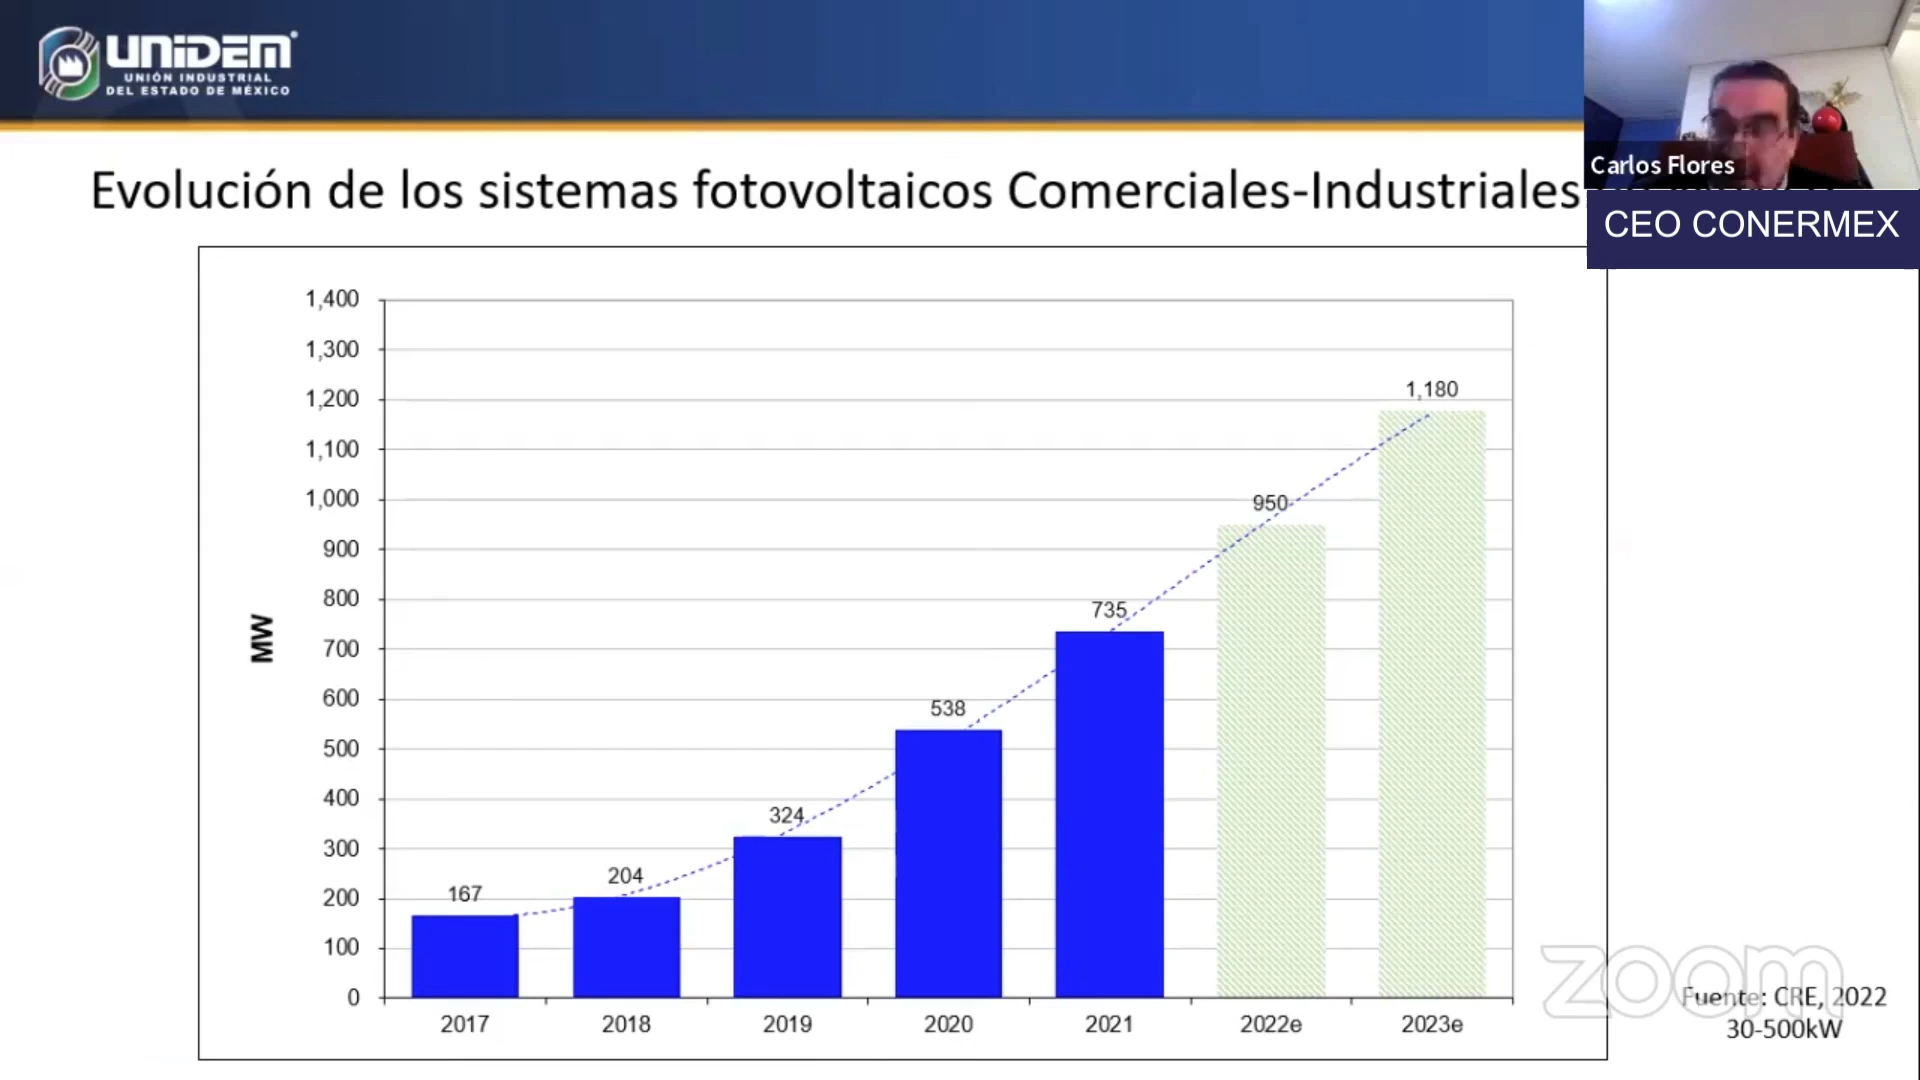 UNIDEM
UNIÓN INDUSTRIAL
DEL ESTADO DE MÉXICO
Carlos Flores
CEO CONERMEX
Evolución de los sistemas fotovoltaicos Comerciales-Industriales
1,400
1,300
1,200
1,100
1,000
900
800
700
600
500
400
300
200
100
0
MW
167
204
324
538
735
950
1,180
2017
2018
2019
2020
2021
2022e
2023e
zoom
Fuente: CRE, 2022
30-500kW